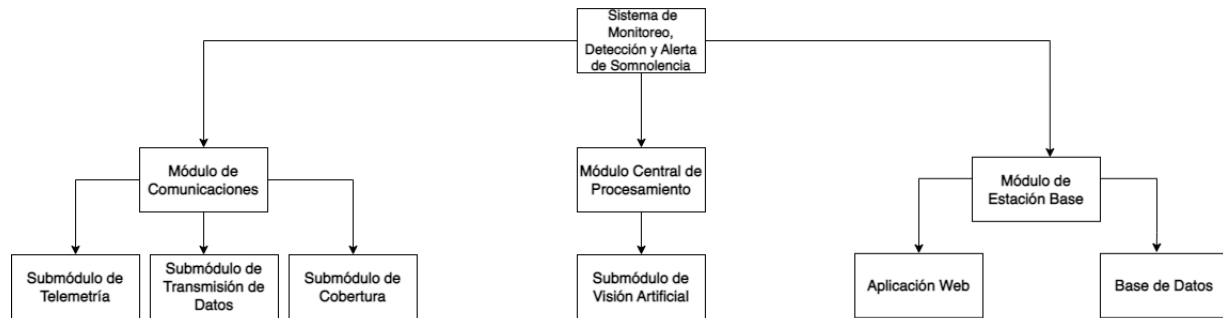 Sistema de
Monitoreo,
Detección y Alerta
de Somnolencia
Módulo de
Comunicaciones
Módulo Central de
Procesamiento
Módulo de
Estación Base
Submódulo de
Telemetría
Submódulo de
Transmisión de
Datos
Submódulo de
Cobertura
Submódulo de
Visión Artificial
Aplicación Web
Base de Datos